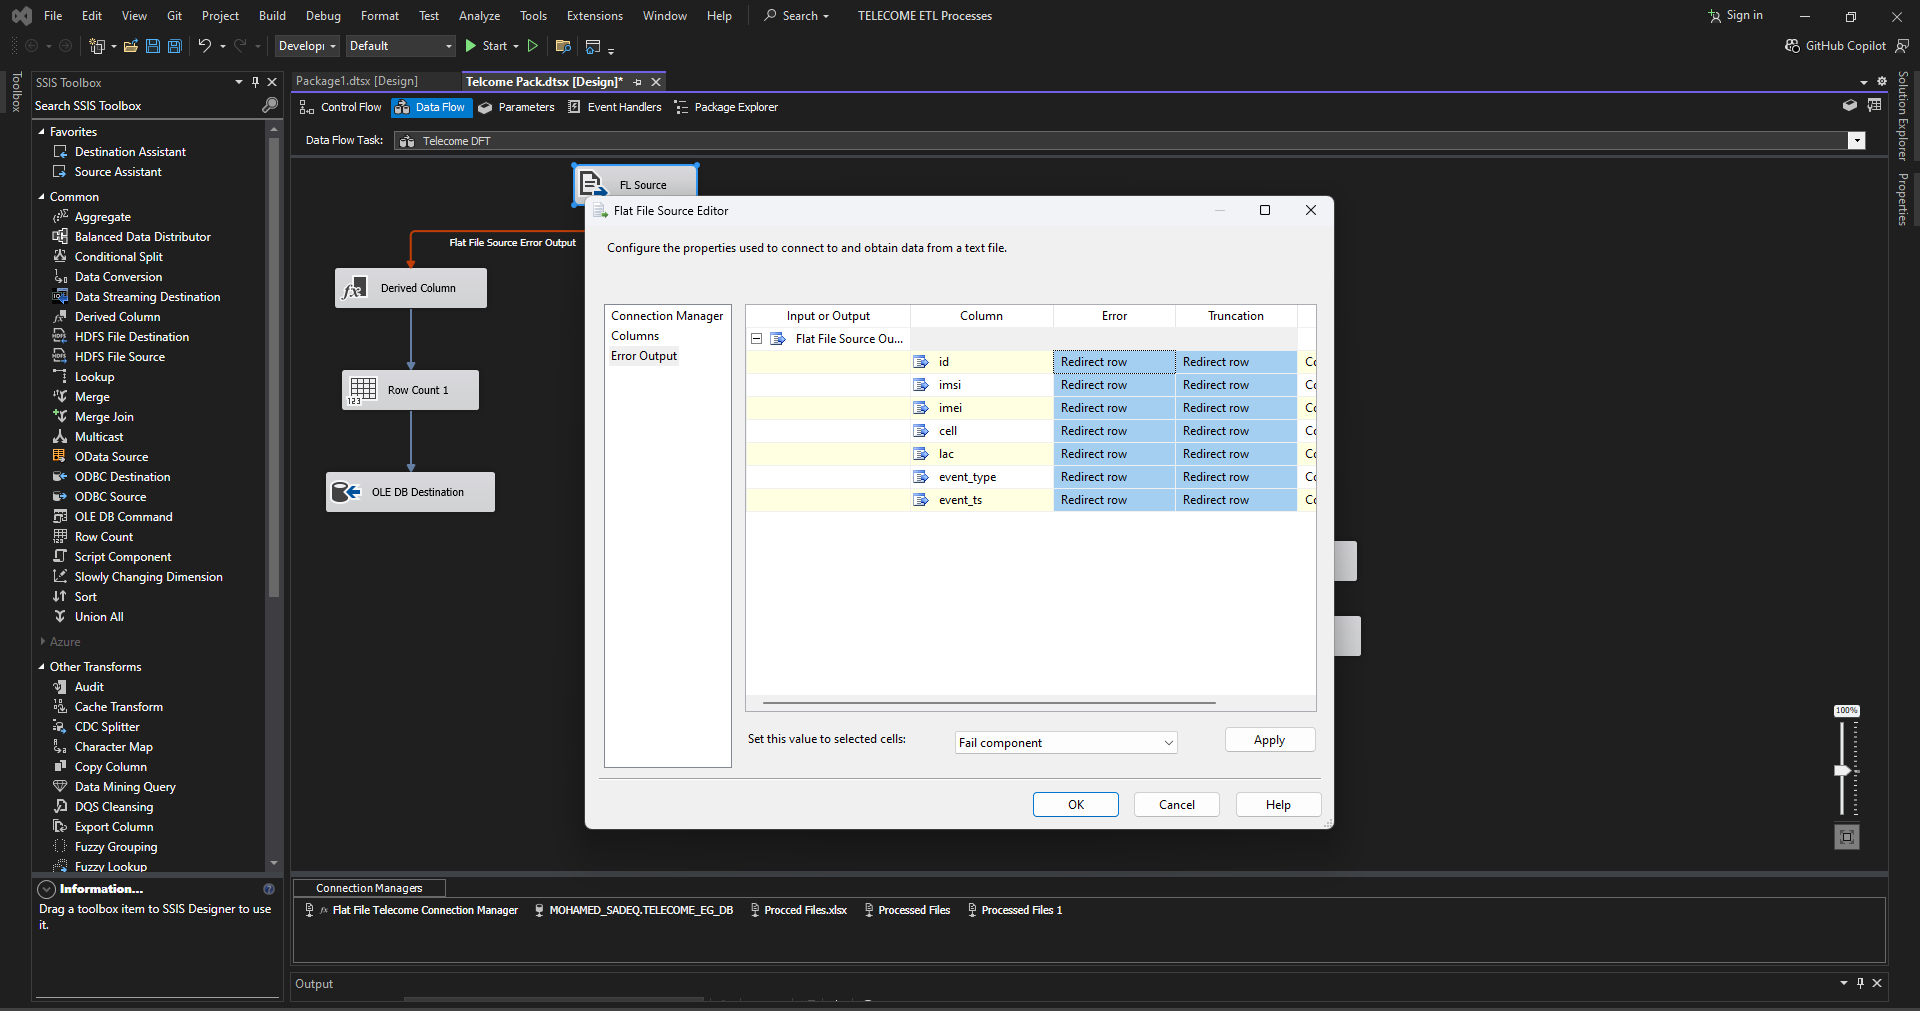 File Edit View Git Project Build Debug Format Test Analyze Tools Extensions Window Help Search TELECOME ETL Processes Sign in
Default Start GitHub Copilot
Toolbox
SSIS Toolbox
Search SSIS Toolbox
Favorites
Destination Assistant
Source Assistant
Common
Aggregate
Balanced Data Distributor
Conditional Split
Data Conversion
Data Streaming Destination
Derived Column
HDFS File Destination
HDFS File Source
Lookup
Merge
Merge Join
Multicast
OData Source
ODBC Destination
ODBC Source
OLE DB Command
Row Count
Script Component
Slowly Changing Dimension
Sort
Union All
Azure
Other Transforms
Audit
Cache Transform
CDC Splitter
Character Map
Copy Column
Data Mining Query
DQS Cleansing
Export Column
Fuzzy Grouping
Fuzzy Lookup
Information...
Drag a toolbox item to SSIS Designer to use
it.
Package1.dtsx [Design] Telcome Pack.dtsx [Design]*
Control Flow Data Flow Parameters Event Handlers Package Explorer
Data Flow Task: Telecome DFT
FL Source
Flat File Source Error Output
Derived Column
Row Count 1
123
OLE DB Destination
Flat File Source Editor
Configure the properties used to connect to and obtain data from a text file.
Connection Manager
Columns
Error Output
Input or Output Column Error Truncation
Flat File Source Ou...
id Redirect row Redirect row Co
imsi Redirect row Redirect row Co
imei Redirect row Redirect row Co
cell Redirect row Redirect row Co
lac Redirect row Redirect row Co
event_type Redirect row Redirect row Co
event_ts Redirect row Redirect row Co
Set this value to selected cells: Fail component Apply
OK Cancel Help
100%
Solution Explorer
Properties
Connection Managers
fx Flat File Telecome Connection Manager MOHAMED_SADEQ.TELECOME_EG_DB Procced Files.xlsx Processed Files Processed Files 1
Output